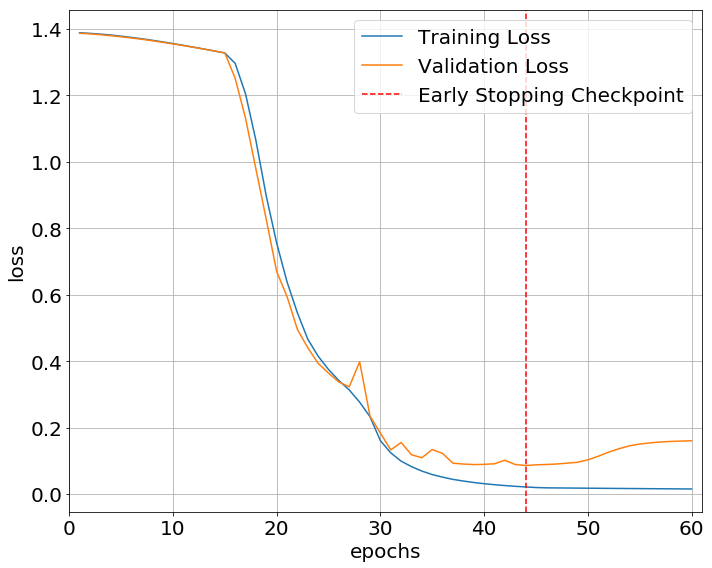 Training Loss
Validation Loss
Early Stopping Checkpoint
1.4
1.2
1.0
0.8
0.6
0.4
0.2
0.0
loss
0 10 20 30 40 50 60
epochs